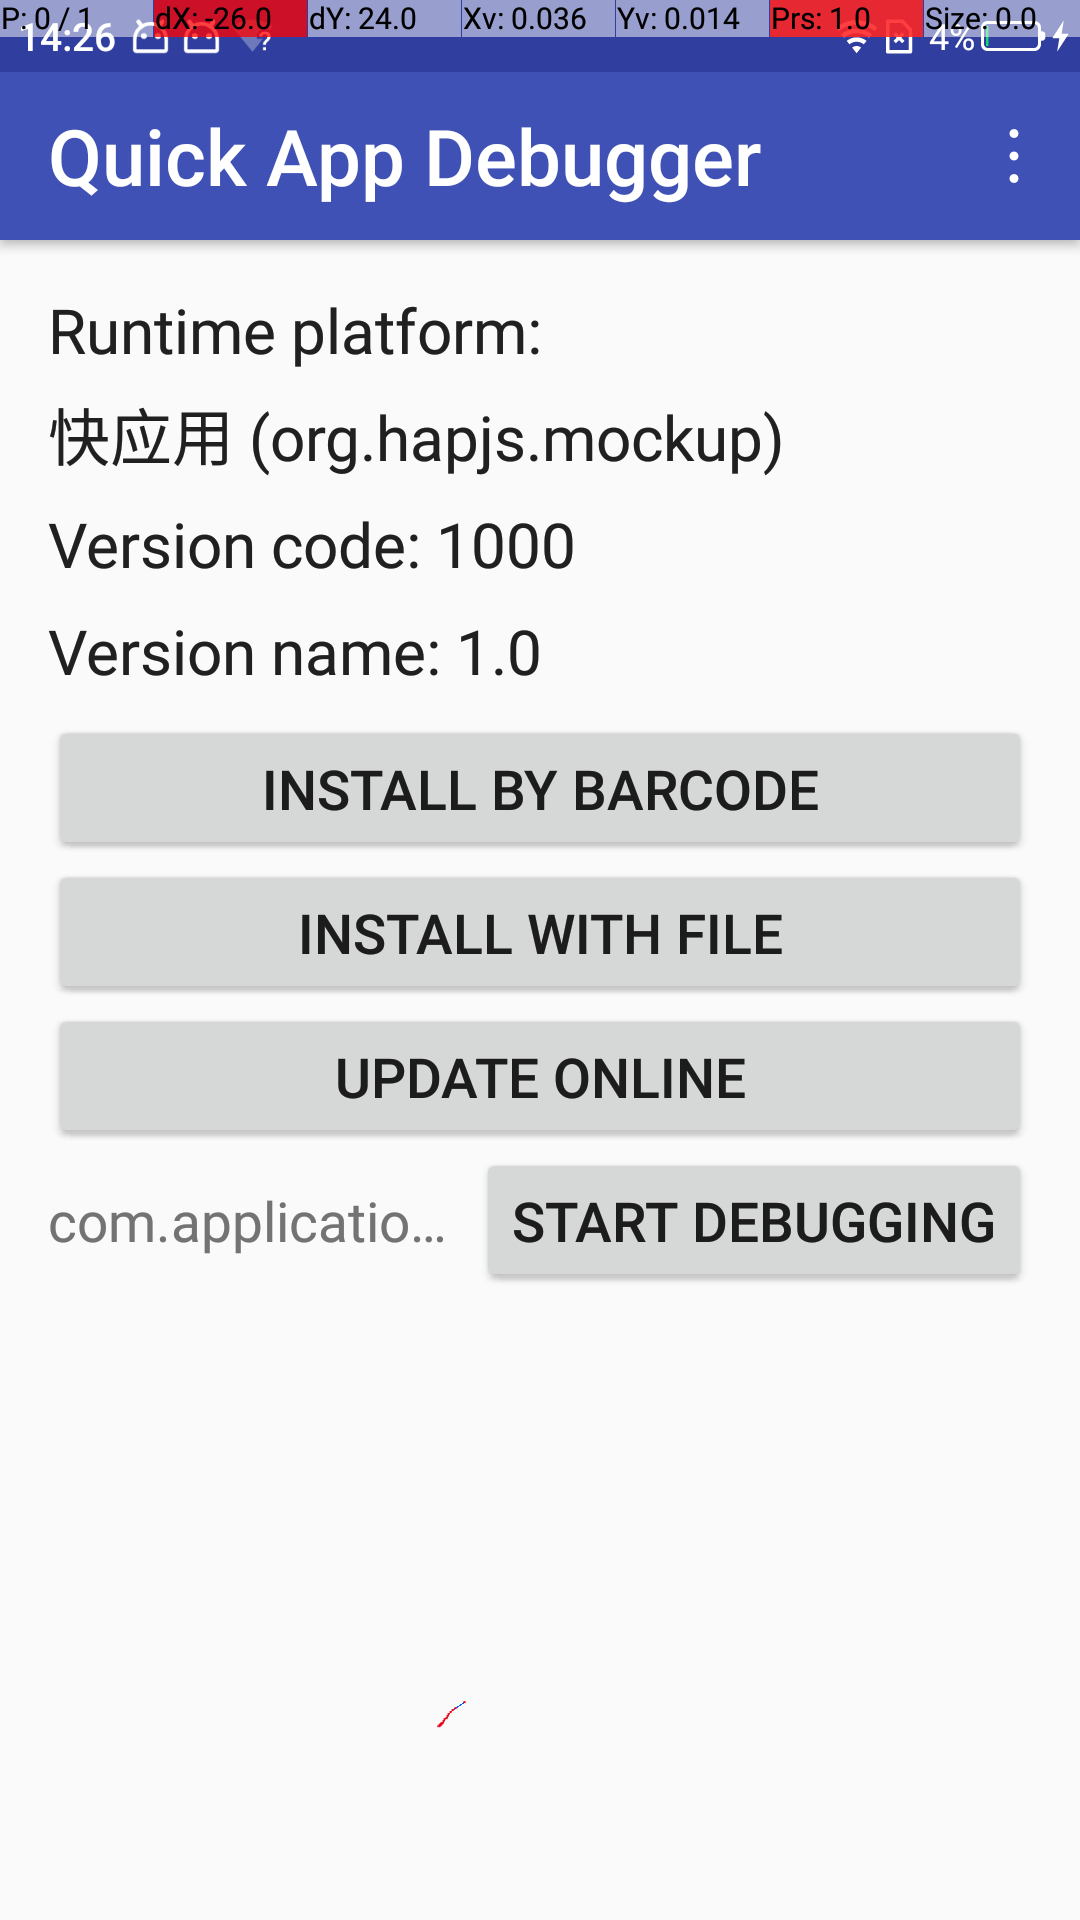 P: 0 / 1 dX: -26.0 dY: 24.0 Xv: 0.036 Yv: 0.014 Prs: 1.0 Size: 0.0
14:26 ? 4%
Quick App Debugger
Runtime platform:
快应用 (org.hapjs.mockup)
Version code: 1000
Version name: 1.0
INSTALL BY BARCODE
INSTALL WITH FILE
UPDATE ONLINE
com.applicatio... START DEBUGGING